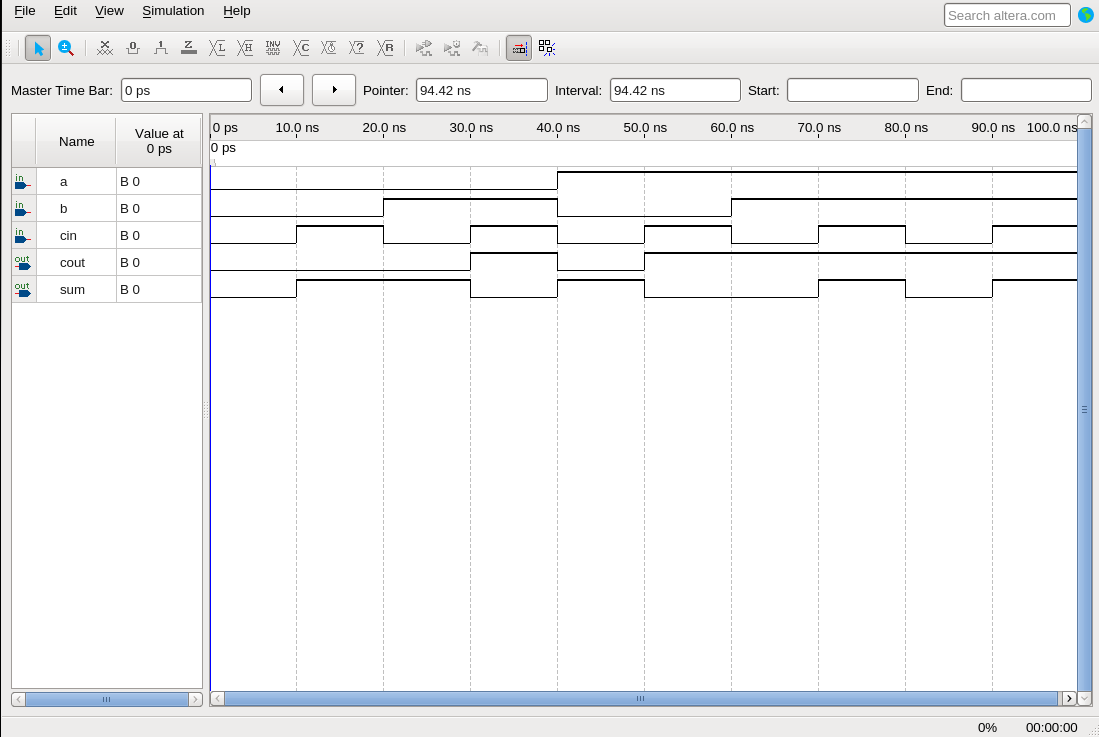 File Edit View Simulation Help
Search altera.com
X 0 1 Z L H INV C ? R
Master Time Bar: 0 ps Pointer: 94.42 ns Interval: 94.42 ns Start: End:
Name Value at 0 ps
0 ps 10.0 ns 20.0 ns 30.0 ns 40.0 ns 50.0 ns 60.0 ns 70.0 ns 80.0 ns 90.0 ns 100.0 ns
0 ps
in a B 0
in b B 0
in cin B 0
out cout B 0
out sum B 0
0% 00:00:00